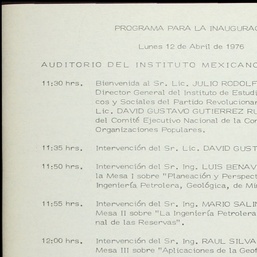 PROGRAMA PARA LA INAUGURAC
Lunes 12 de Abril de 1976
AUDITORIO DEL INSTITUTO MEXICANO
11:30 hrs. Bienvenida al Sr. Lic. JULIO RODOLF
Director General del Instituto de Estudi
cos y Sociales del Partido Revolucionar
Lic. DAVID GUSTAVO GUTIERREZ RU
del Comité Ejecutivo Nacional de la Con
Organizaciones Populares.
11:35 hrs. Intervención del Sr. Lic. DAVID GUST
11:50 hrs. Intervención del Sr. Ing. LUIS BENAV
la Mesa I sobre "Planeación y Perspect
Ingeniería Petrolera, Geológica, de Mi
11:55 hrs. Intervención del Sr. Ing. MARIO SALIN
Mesa II sobre "La Ingeniería Petrolera
nal de las Reservas".
12:00 hrs. Intervención del Sr. Ing. RAUL SILVA
Mesa III sobre "Aplicaciones de la Geof